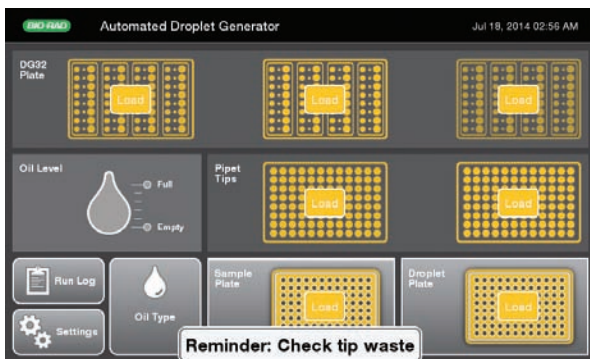 BIO-RAD Automated Droplet Generator Jul 18, 2014 02:56 AM
DG32
Plate
Load Load Load
Oil Level
Full
Empty
Pipet
Tips
Load Load
Run Log
Settings
Oil Type
Sample
Plate
Load
Droplet
Plate
Load
Reminder: Check tip waste